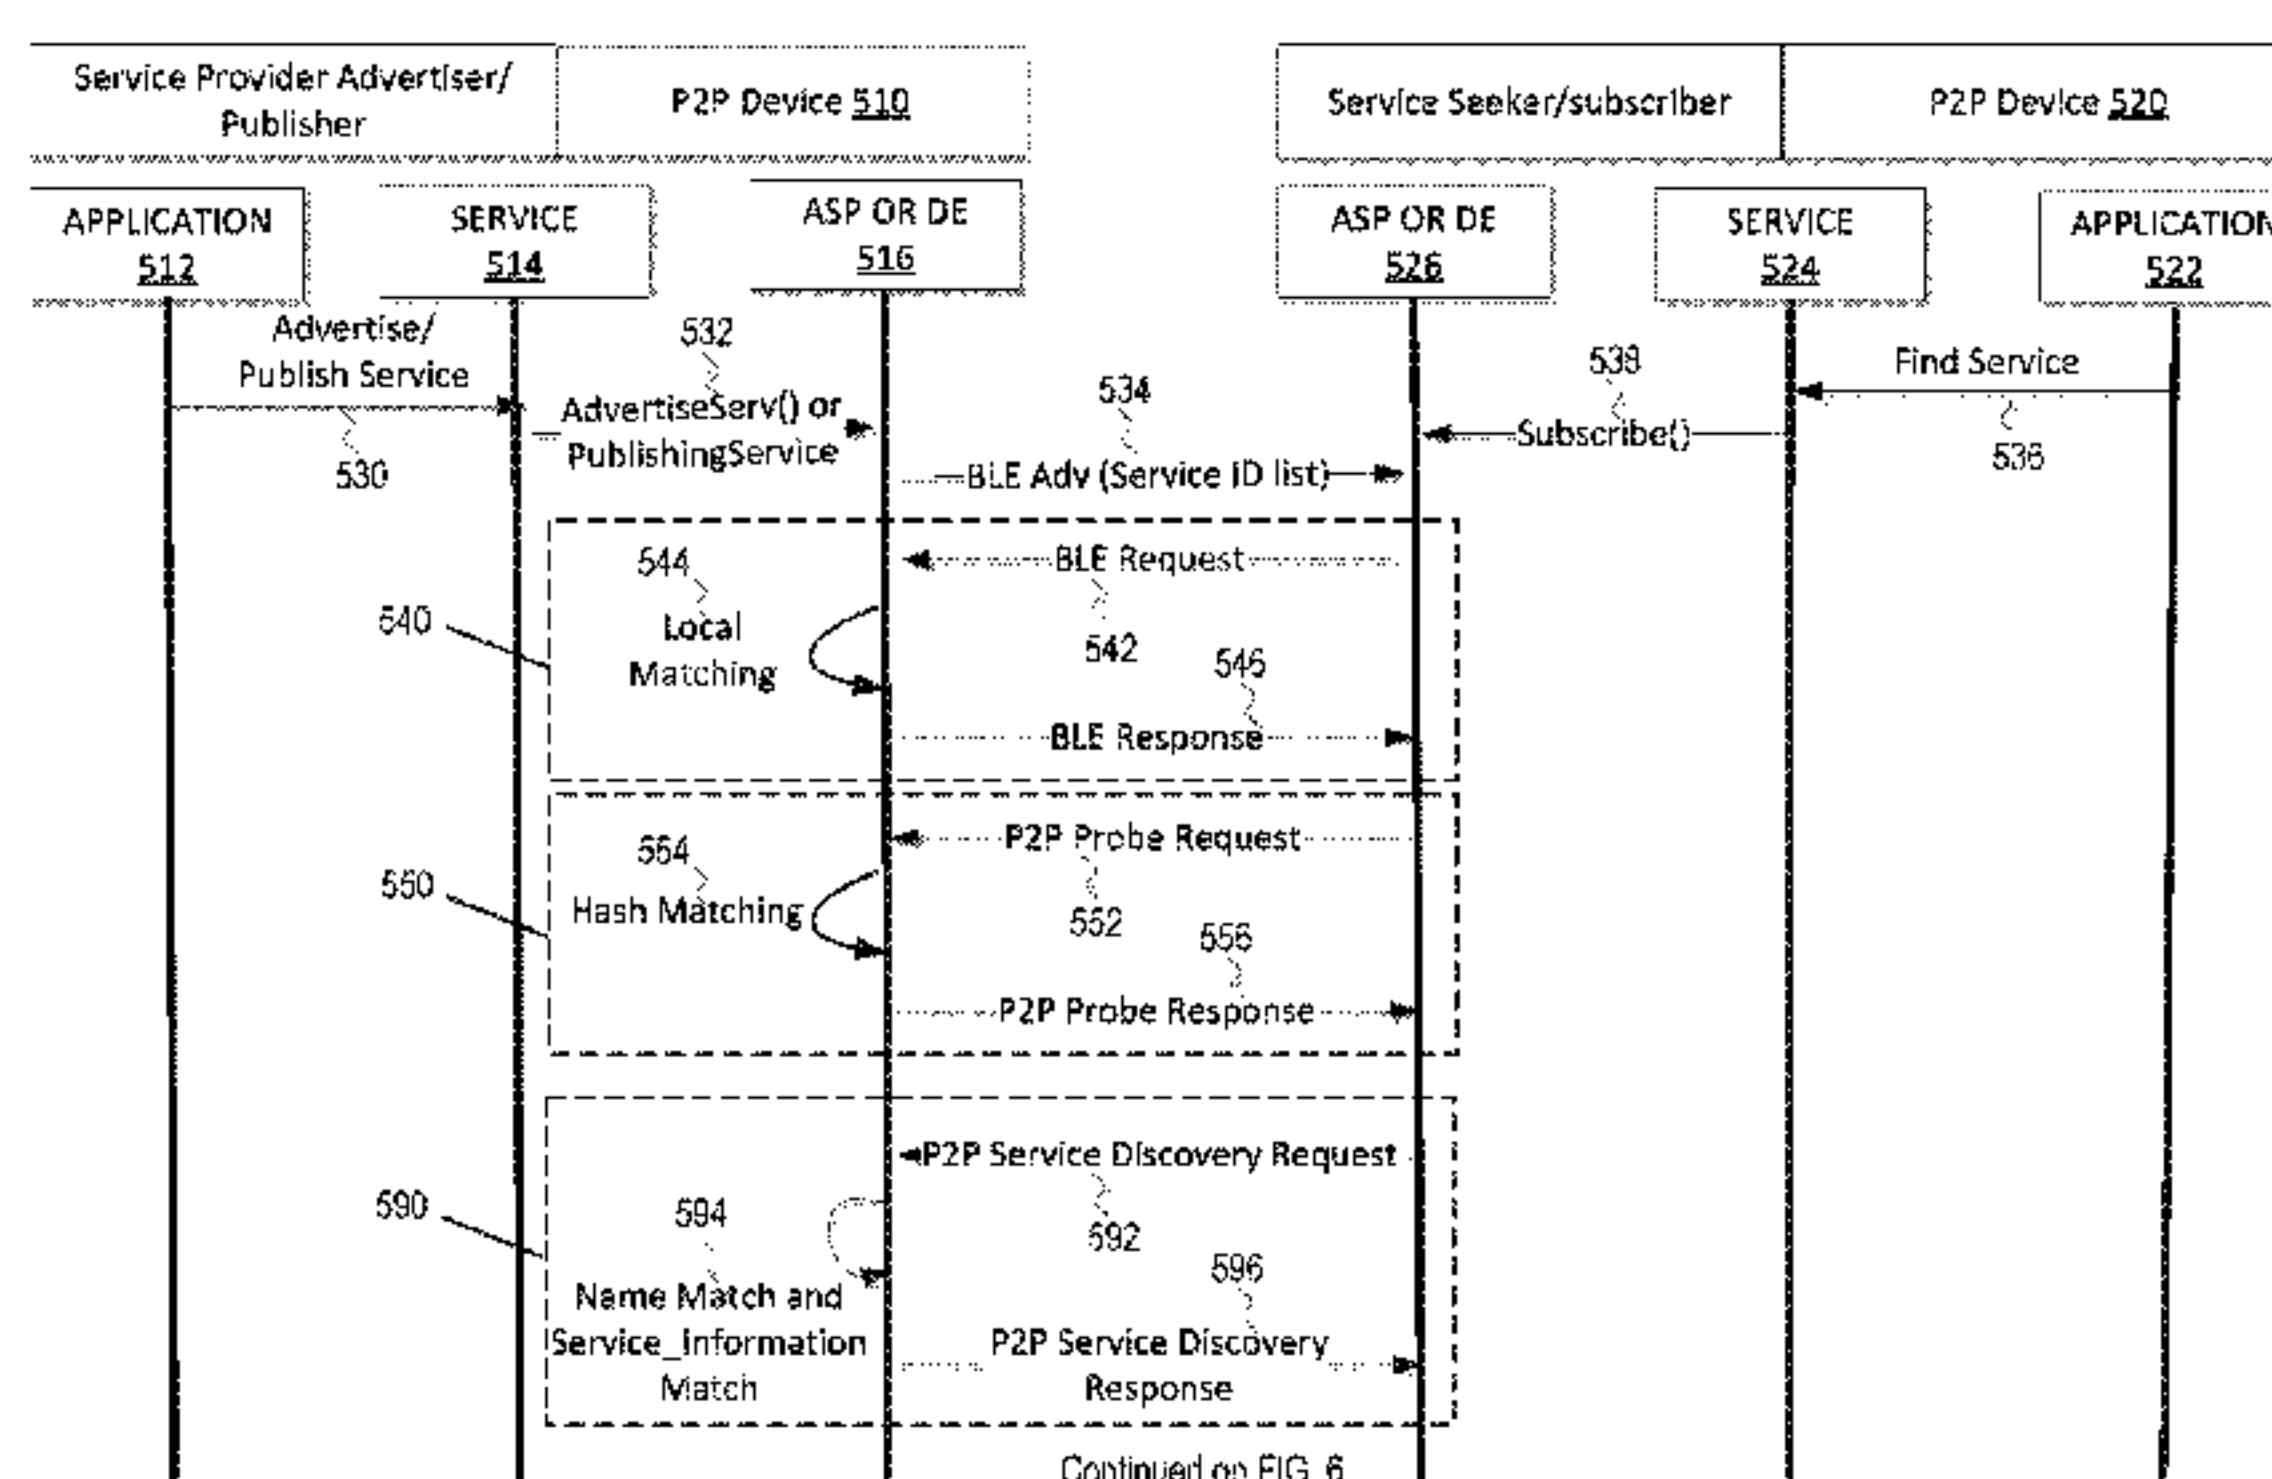 Service Provider Advertiser/
Publisher
P2P Device 510
Service Seeker/subscriber
P2P Device 520
APPLICATION
512
SERVICE
514
ASP OR DE
516
ASP OR DE
526
SERVICE
524
APPLICATION
522
Advertise/
Publish Service
530
532
AdvertiseServ() or
PublishingService
534
BLE Adv (Service ID list)
538
Subscribe()
Find Service
536
540
544
Local
Matching
BLE Request
542
546
BLE Response
550
554
Hash Matching
P2P Probe Request
552
556
P2P Probe Response
590
594
Name Match and
Service_Information
Match
P2P Service Discovery Request
592
596
P2P Service Discovery
Response
Continued on FIG. 6